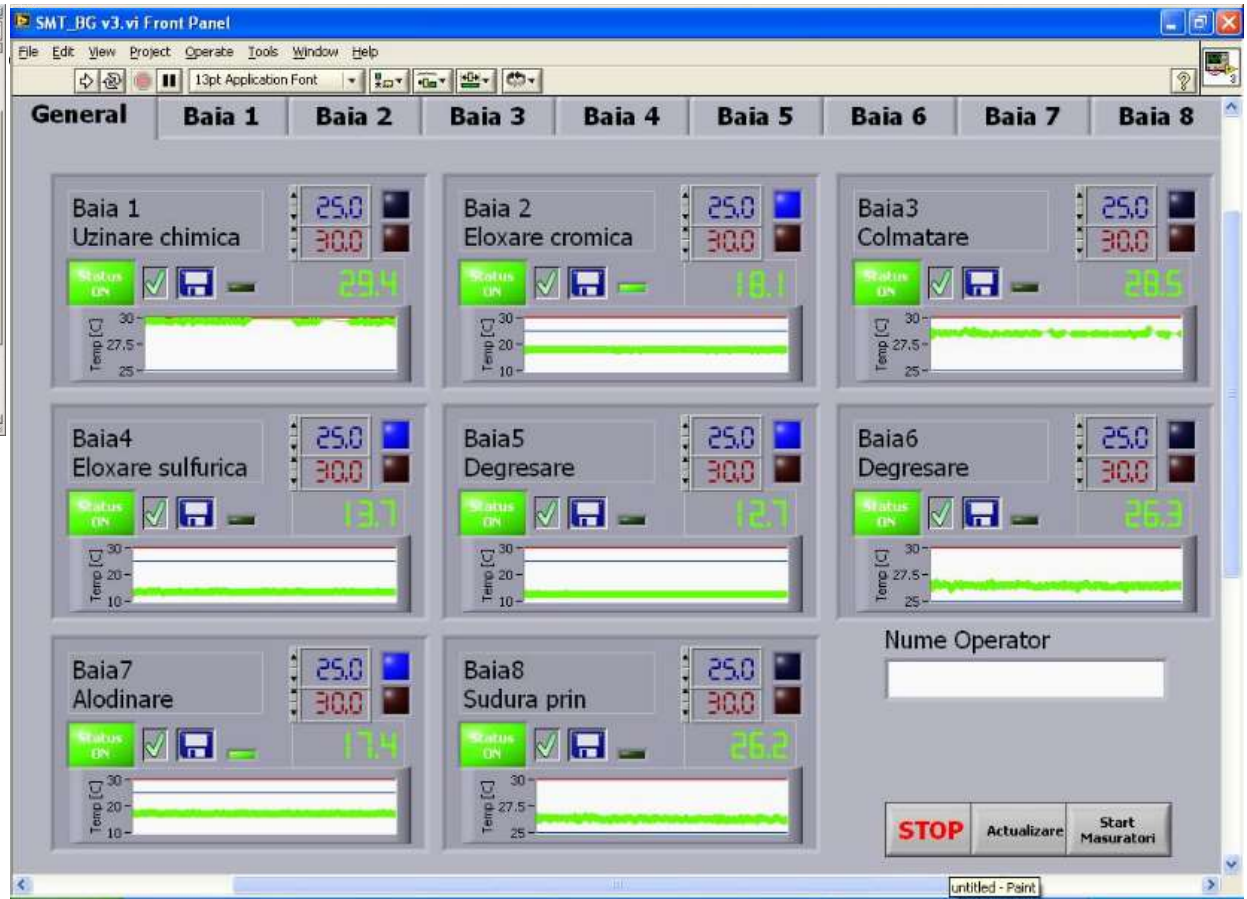 SMT_BG v3.vi Front Panel
File Edit View Project Operate Tools Window Help
13pt Application Font
General Baia 1 Baia 2 Baia 3 Baia 4 Baia 5 Baia 6 Baia 7 Baia 8
Baia 1
Uzinare chimica
25.0
30.0
Status ON
29.4
Temp [C]
30
27.5
25
Baia 2
Eloxare cromica
25.0
30.0
Status ON
18.1
Temp [C]
30
20
10
Baia3
Colmatare
25.0
30.0
Status ON
28.5
Temp [C]
30
27.5
25
Baia4
Eloxare sulfurica
25.0
30.0
Status ON
13.7
Temp [C]
30
20
10
Baia5
Degresare
25.0
30.0
Status ON
12.7
Temp [C]
30
20
10
Baia6
Degresare
25.0
30.0
Status ON
26.3
Temp [C]
30
27.5
25
Baia7
Alodinare
25.0
30.0
Status ON
17.4
Temp [C]
30
20
10
Baia8
Sudura prin
25.0
30.0
Status ON
26.2
Temp [C]
30
27.5
25
Nume Operator
STOP
Actualizare
Start
Masuratori
untitled - Paint